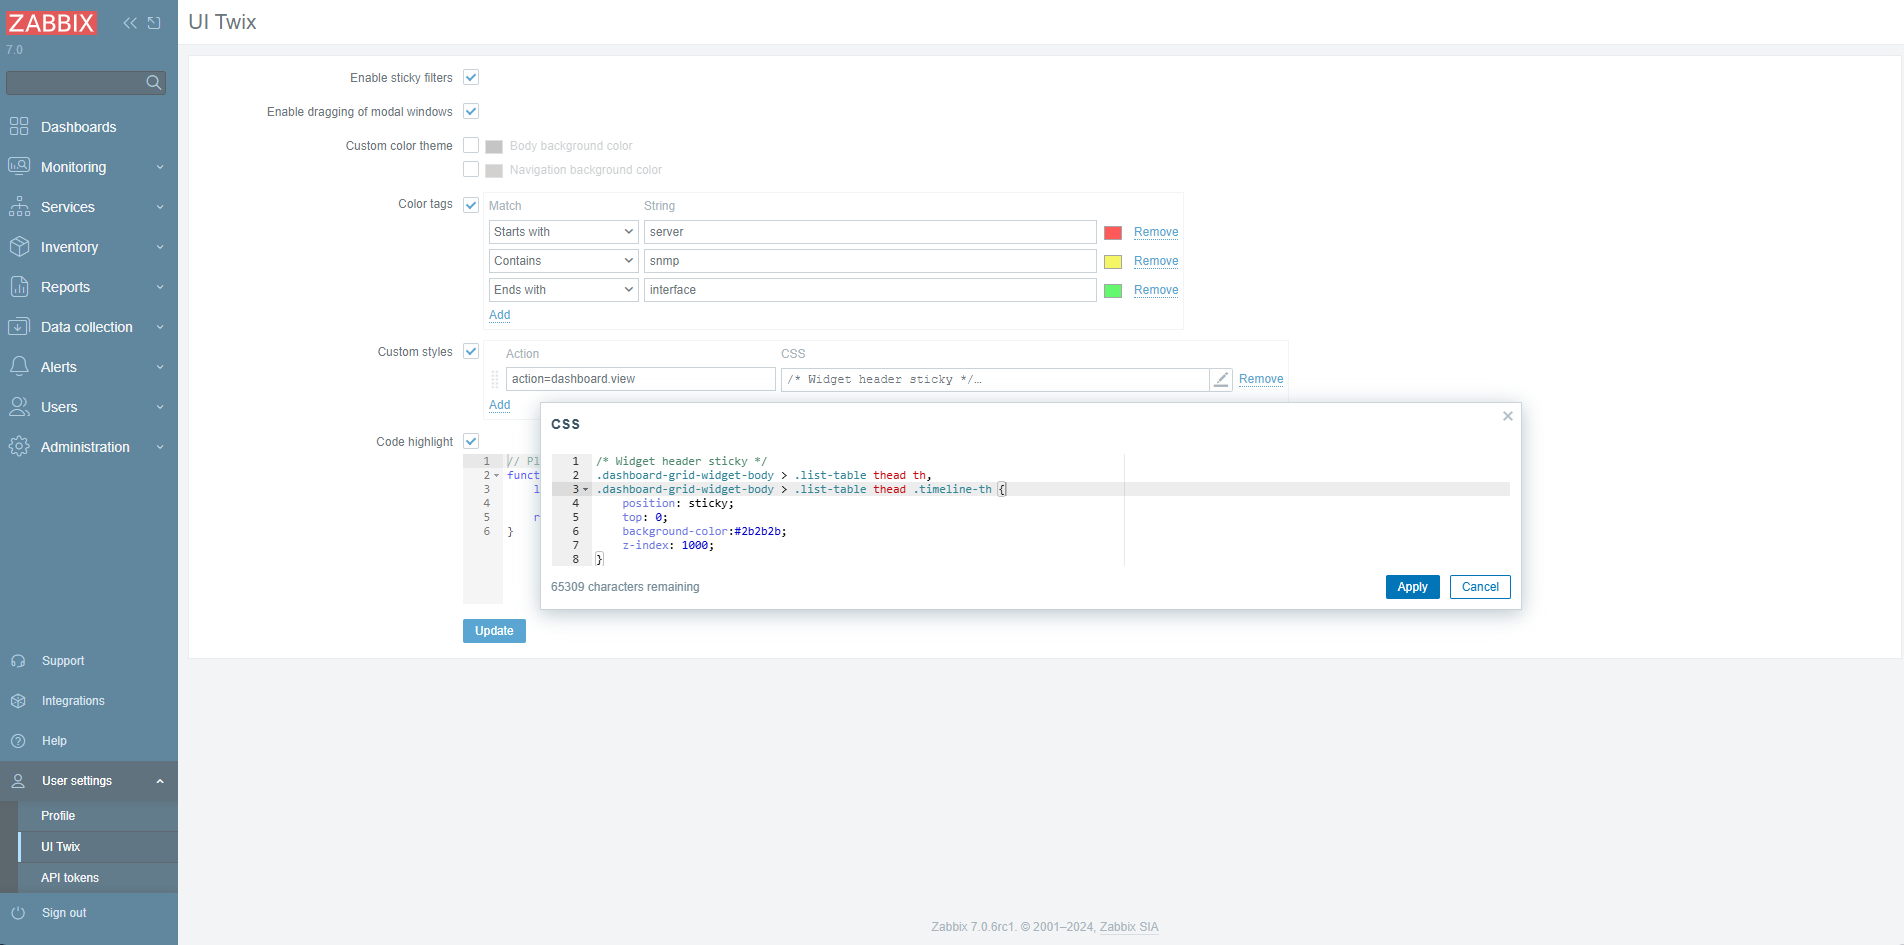 ZABBIX
7.0
Dashboards
Monitoring
Services
Inventory
Reports
Data collection
Alerts
Users
Administration
Support
Integrations
Help
User settings
Profile
UI Twix
API tokens
Sign out
UI Twix
Enable sticky filters
Enable dragging of modal windows
Custom color theme
Body background color
Navigation background color
Color tags
Match String
Starts with server Remove
Contains snmp Remove
Ends with interface Remove
Add
Custom styles
Action CSS
action=dashboard.view /* Widget header sticky */… Remove
Add
Code highlight
1 // Pl
2 funct
3 l
4
5 r
6 }
CSS
1 /* Widget header sticky */
2 .dashboard-grid-widget-body > .list-table thead th,
3 .dashboard-grid-widget-body > .list-table thead .timeline-th {
4 position: sticky;
5 top: 0;
6 background-color:#2b2b2b;
7 z-index: 1000;
8 }
65309 characters remaining
Apply Cancel
Update
Zabbix 7.0.6rc1. © 2001–2024, Zabbix SIA